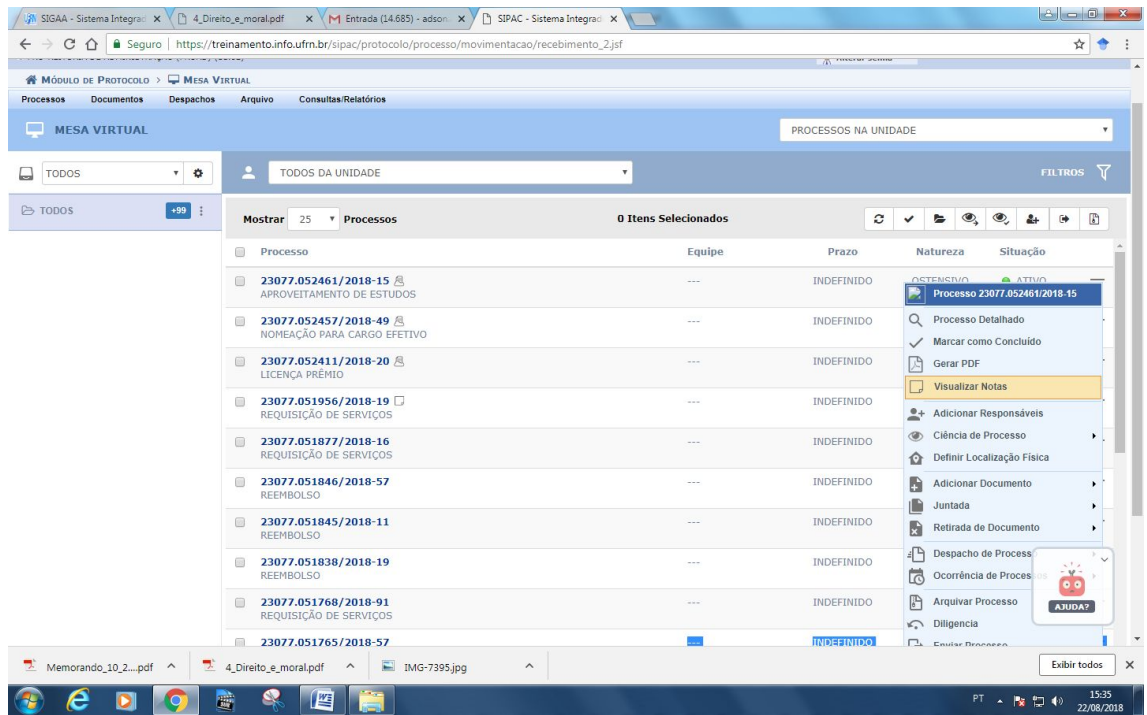 SIGAA - Sistema Integrad
4_Direito_e_moral.pdf
Entrada (14.685) - adson.
SIPAC - Sistema Integrad
Seguro | https://treinamento.info.ufrn.br/sipac/protocolo/processo/movimentacao/recebimento_2.jsf
MÓDULO DE PROTOCOLO > MESA VIRTUAL
Processos Documentos Despachos Arquivo Consultas/Relatórios
MESA VIRTUAL
PROCESSOS NA UNIDADE
TODOS
TODOS DA UNIDADE
FILTROS
TODOS +99
Mostrar 25 Processos
0 Itens Selecionados
Processo Equipe Prazo Natureza Situação
23077.052461/2018-15 --- INDEFINIDO OSTENSIVO ATIVO
APROVEITAMENTO DE ESTUDOS
23077.052457/2018-49 --- INDEFINIDO
NOMEAÇÃO PARA CARGO EFETIVO
23077.052411/2018-20 --- INDEFINIDO
LICENÇA PRÊMIO
23077.051956/2018-19 --- INDEFINIDO
REQUISIÇÃO DE SERVIÇOS
23077.051877/2018-16 --- INDEFINIDO
REQUISIÇÃO DE SERVIÇOS
23077.051846/2018-57 --- INDEFINIDO
REEMBOLSO
23077.051845/2018-11 --- INDEFINIDO
REEMBOLSO
23077.051838/2018-19 --- INDEFINIDO
REEMBOLSO
23077.051768/2018-91 --- INDEFINIDO
REQUISIÇÃO DE SERVIÇOS
23077.051765/2018-57 --- INDEFINIDO
Processo 23077.052461/2018-15
Processo Detalhado
Marcar como Concluído
Gerar PDF
Visualizar Notas
Adicionar Responsáveis
Ciência de Processo
Definir Localização Física
Adicionar Documento
Juntada
Retirada de Documento
Despacho de Process
Ocorrência de Process
Arquivar Processo
Diligencia
Enviar Processo
AJUDA?
Memorando_10_2....pdf
4_Direito_e_moral.pdf
IMG-7395.jpg
Exibir todos
PT
15:35
22/08/2018